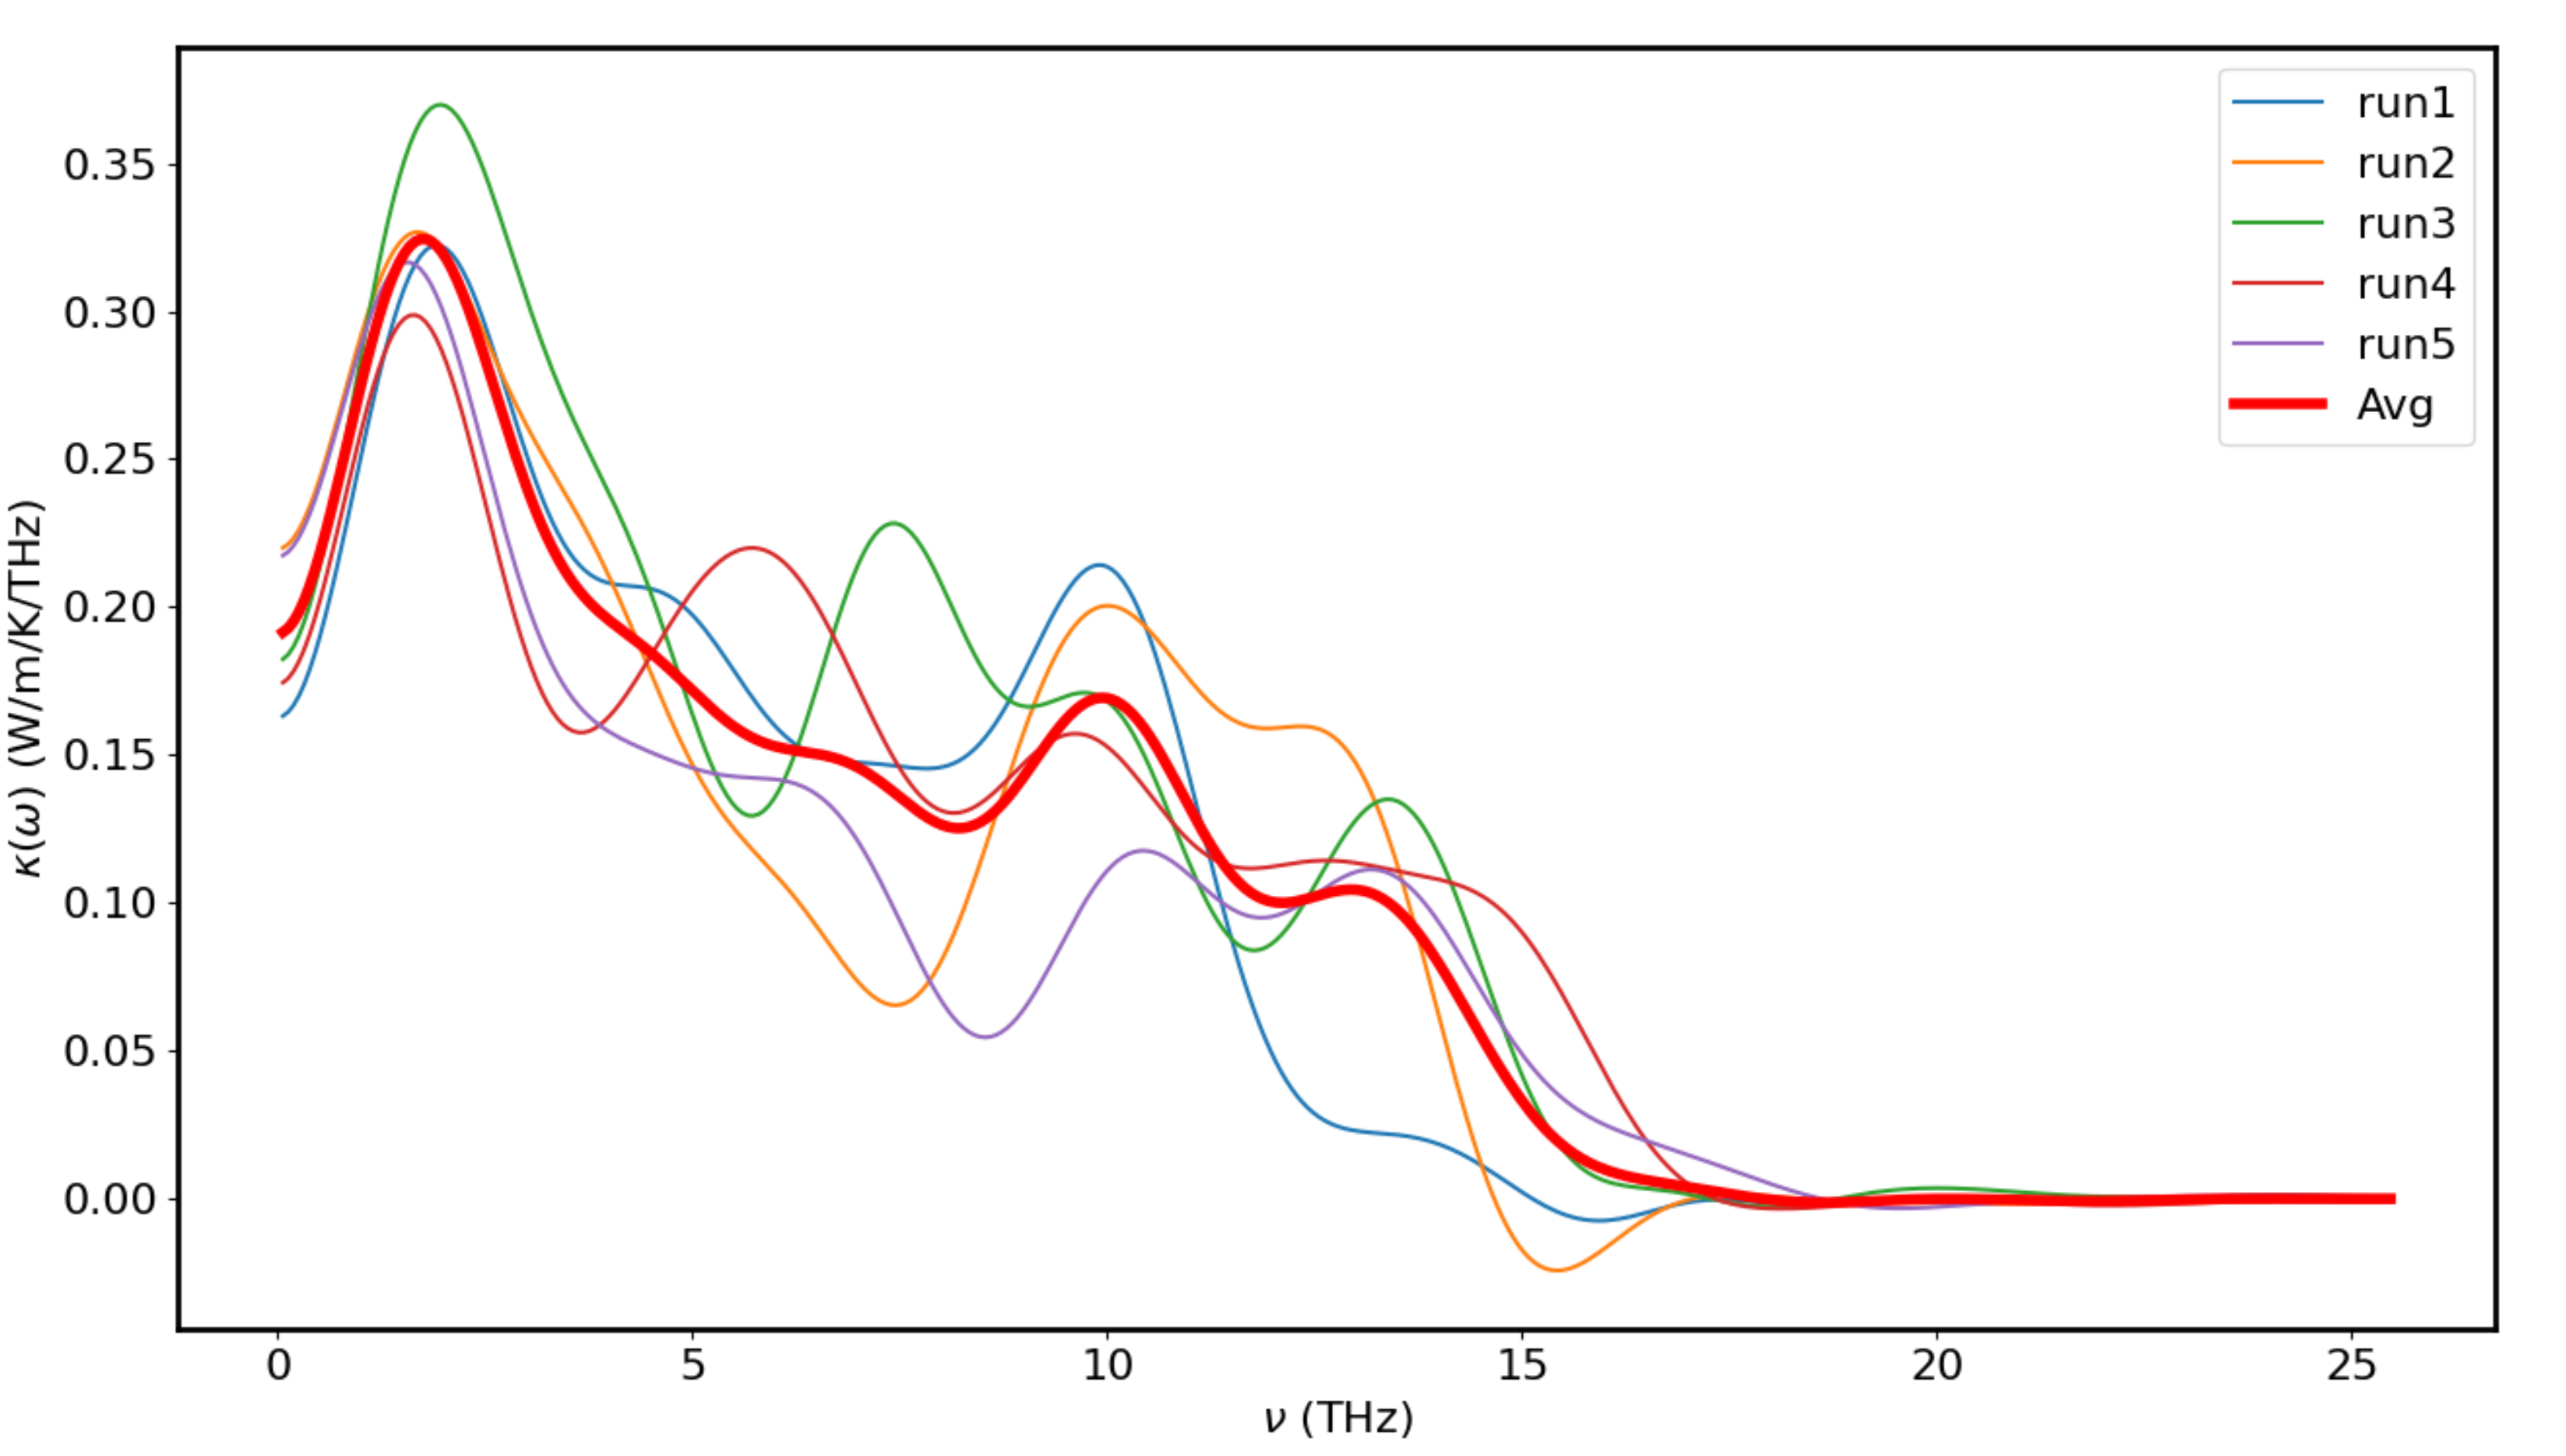 run1
run2
run3
run4
run5
Avg
κ(ω) (W/m/K/THz)
0.35
0.30
0.25
0.20
0.15
0.10
0.05
0.00
0 5 10 15 20 25
ν (THz)